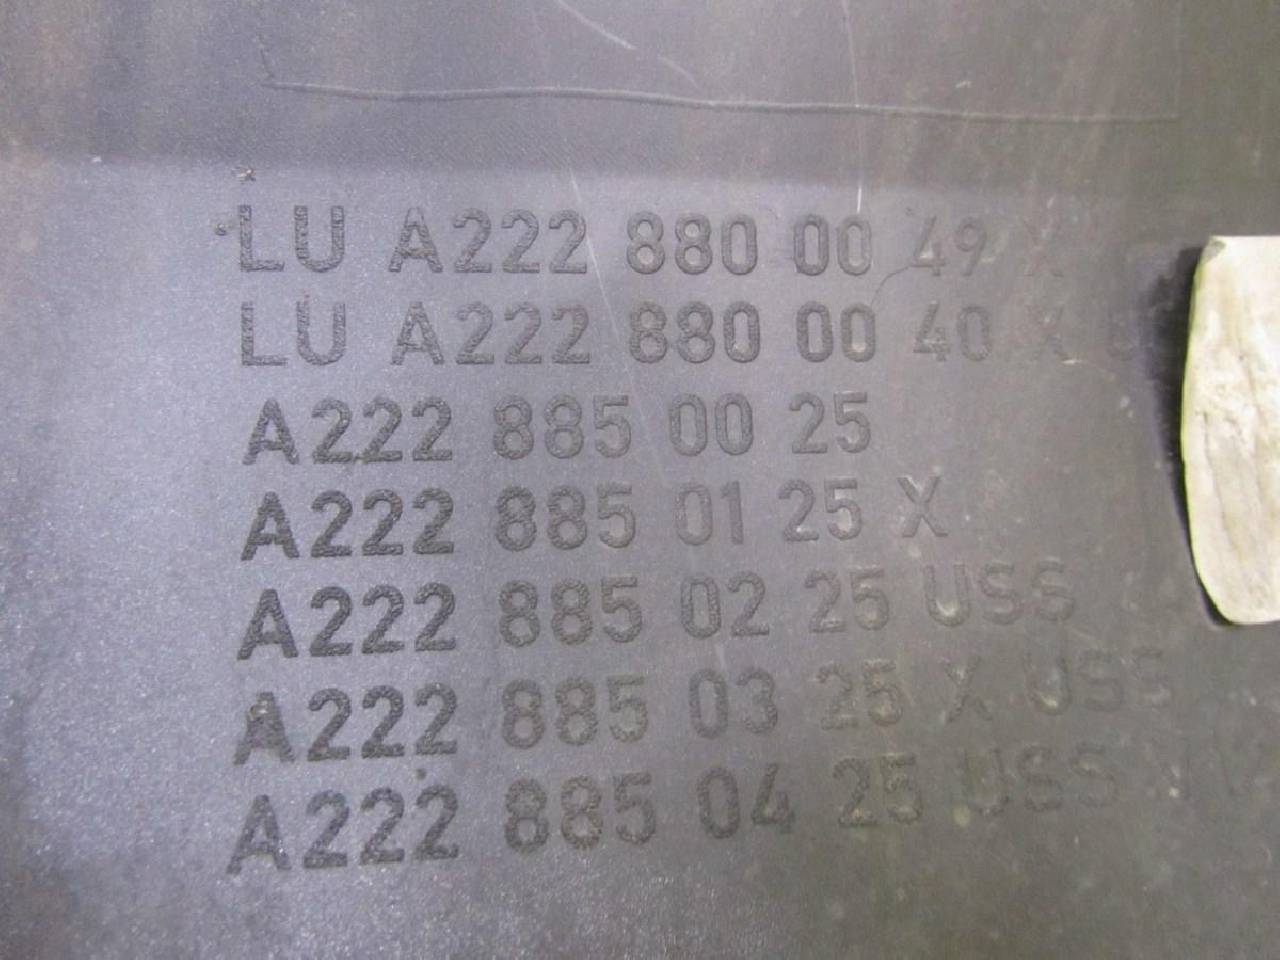 LU A222 880 00 49 X
LU A222 880 00 40 X
A222 885 00 25
A222 885 01 25 X
A222 885 02 25 USS
A222 885 03 25 X USS
A222 885 04 25 USS